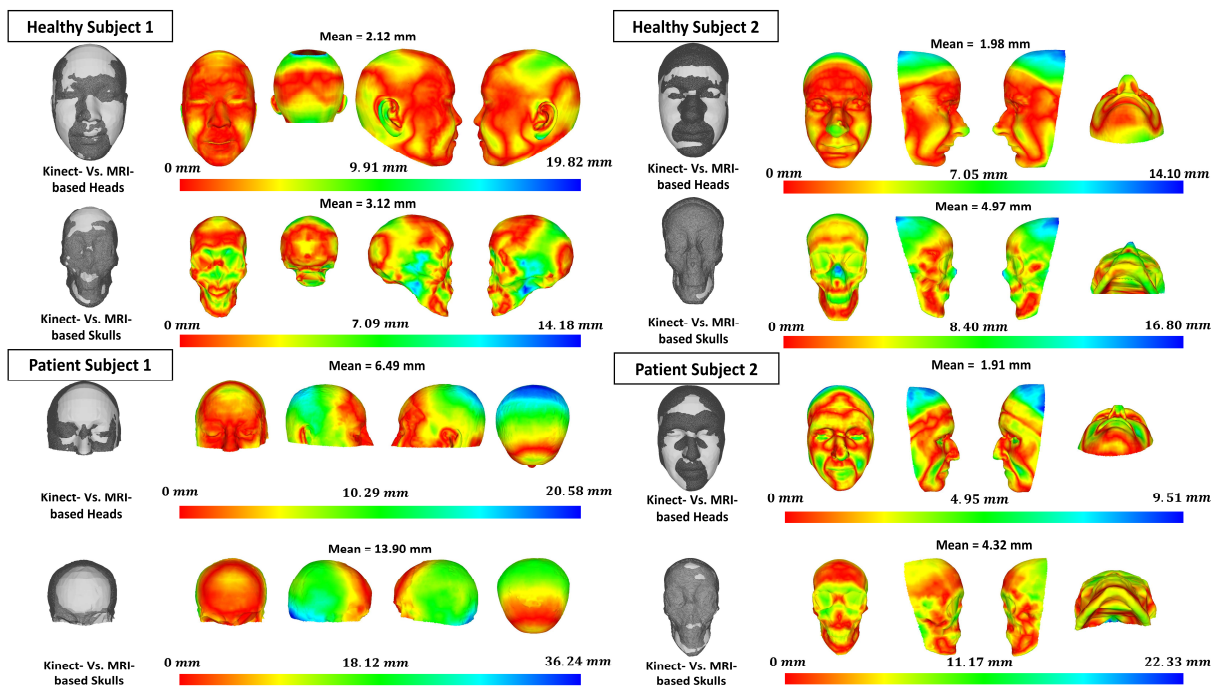 Healthy Subject 1
Mean = 2.12 mm
Kinect- Vs. MRI-
based Heads
0 mm
9.91 mm
19.82 mm
Mean = 3.12 mm
Kinect- Vs. MRI-
based Skulls
0 mm
7.09 mm
14.18 mm
Healthy Subject 2
Mean = 1.98 mm
Kinect- Vs. MRI-
based Heads
0 mm
7.05 mm
14.10 mm
Mean = 4.97 mm
Kinect- Vs. MRI-
based Skulls
0 mm
8.40 mm
16.80 mm
Patient Subject 1
Mean = 6.49 mm
Kinect- Vs. MRI-
based Heads
0 mm
10.29 mm
20.58 mm
Mean = 13.90 mm
Kinect- Vs. MRI-
based Skulls
0 mm
18.12 mm
36.24 mm
Patient Subject 2
Mean = 1.91 mm
Kinect- Vs. MRI-
based Heads
0 mm
4.95 mm
9.51 mm
Mean = 4.32 mm
Kinect- Vs. MRI-
based Skulls
0 mm
11.17 mm
22.33 mm